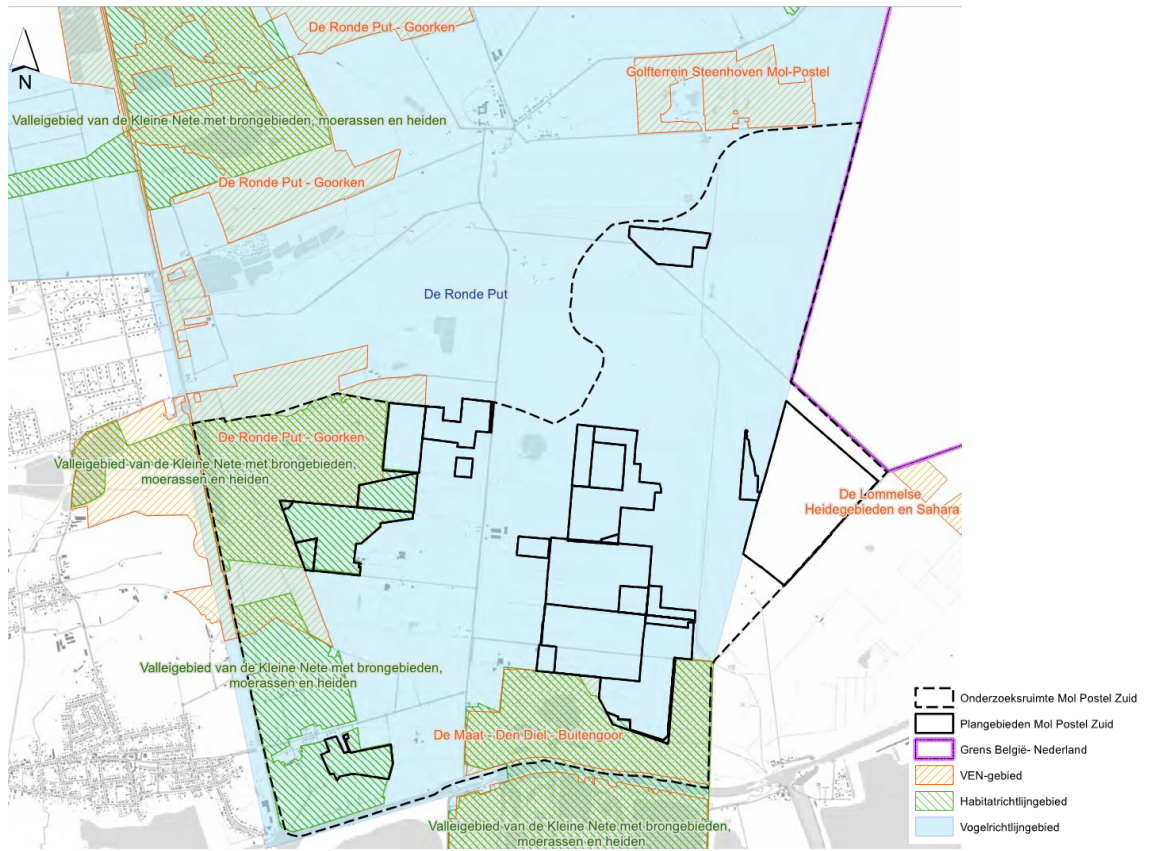 De Ronde Put - Goorken
N
Golfterrein Steenhoven Mol-Postel
Valleigebied van de Kleine Nete met brongebieden, moerassen en heiden
De Ronde Put - Goorken
De Ronde Put
De Ronde Put - Goorken
Valleigebied van de Kleine Nete met brongebieden,
moerassen en heiden
De Lommelse
Heidegebieden en Sahara
Valleigebied van de Kleine Nete met brongebieden,
moerassen en heiden
De Maat - Den Diel - Buitengoor
Valleigebied van de Kleine Nete met brongebieden,
moerassen en heiden
Onderzoeksruimte Mol Postel Zuid
Plangebieden Mol Postel Zuid
Grens België- Nederland
VEN-gebied
Habitatrichtlijngebied
Vogelrichtlijngebied